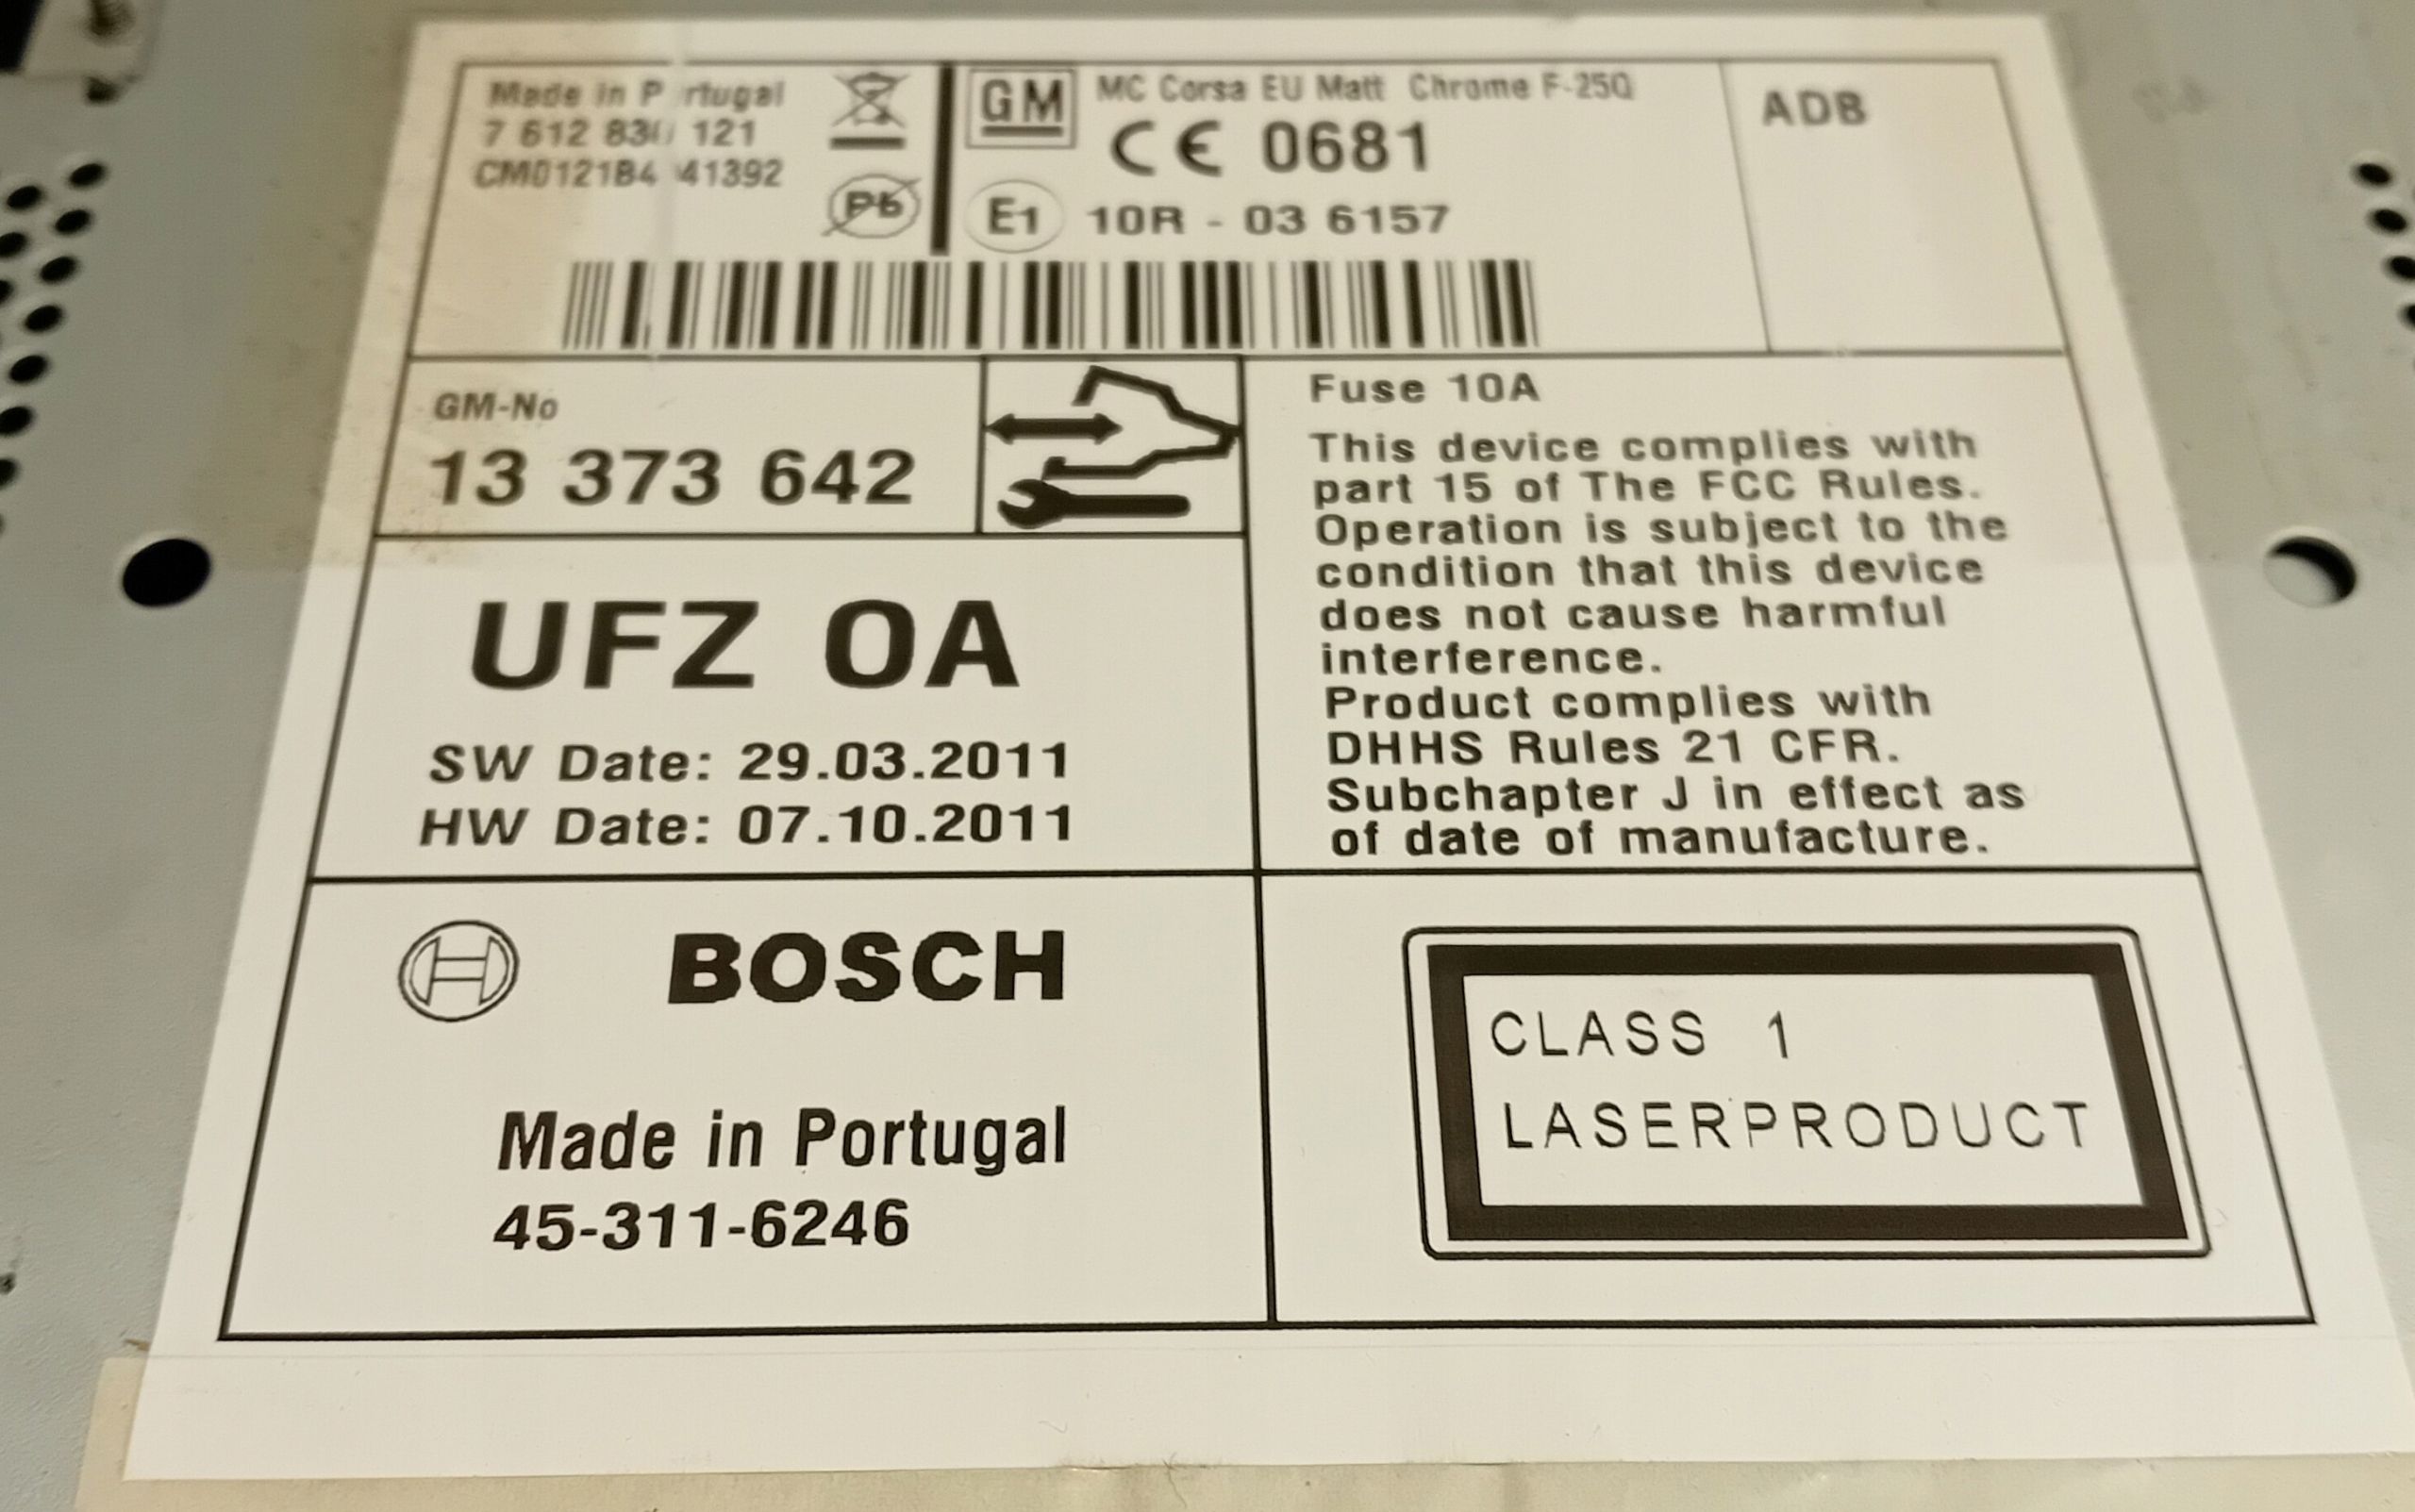 Made in P rtugal
7 612 830 121
CM0121B4 41392
Pb
GM
MC Corsa EU Matt Chrome F-25Q
CE 0681
E1 10R - 03 6157
ADB
GM-No
13 373 642
UFZ 0A
SW Date: 29.03.2011
HW Date: 07.10.2011
Fuse 10A
This device complies with
part 15 of The FCC Rules.
Operation is subject to the
condition that this device
does not cause harmful
interference.
Product complies with
DHHS Rules 21 CFR.
Subchapter J in effect as
of date of manufacture.
BOSCH
Made in Portugal
45-311-6246
CLASS 1
LASERPRODUCT